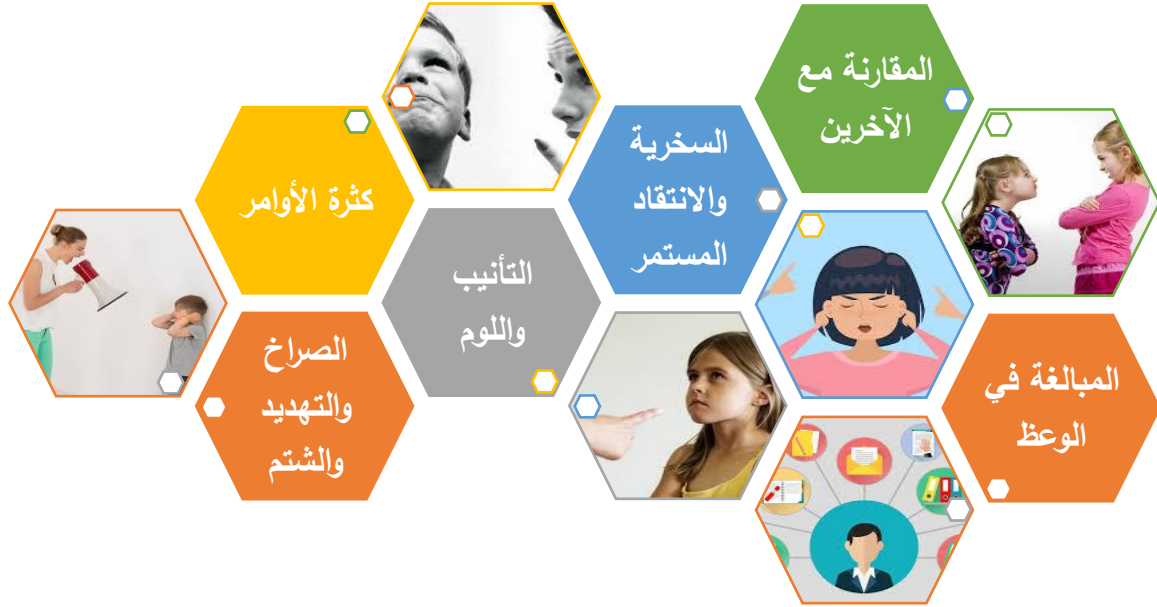 المقارنة مع
الآخرين
السخرية
والانتقاد
المستمر
كثرة الأوامر
التأنيب
واللوم
الصراخ
والتهديد
والشتم
المبالغة في
الوعظ